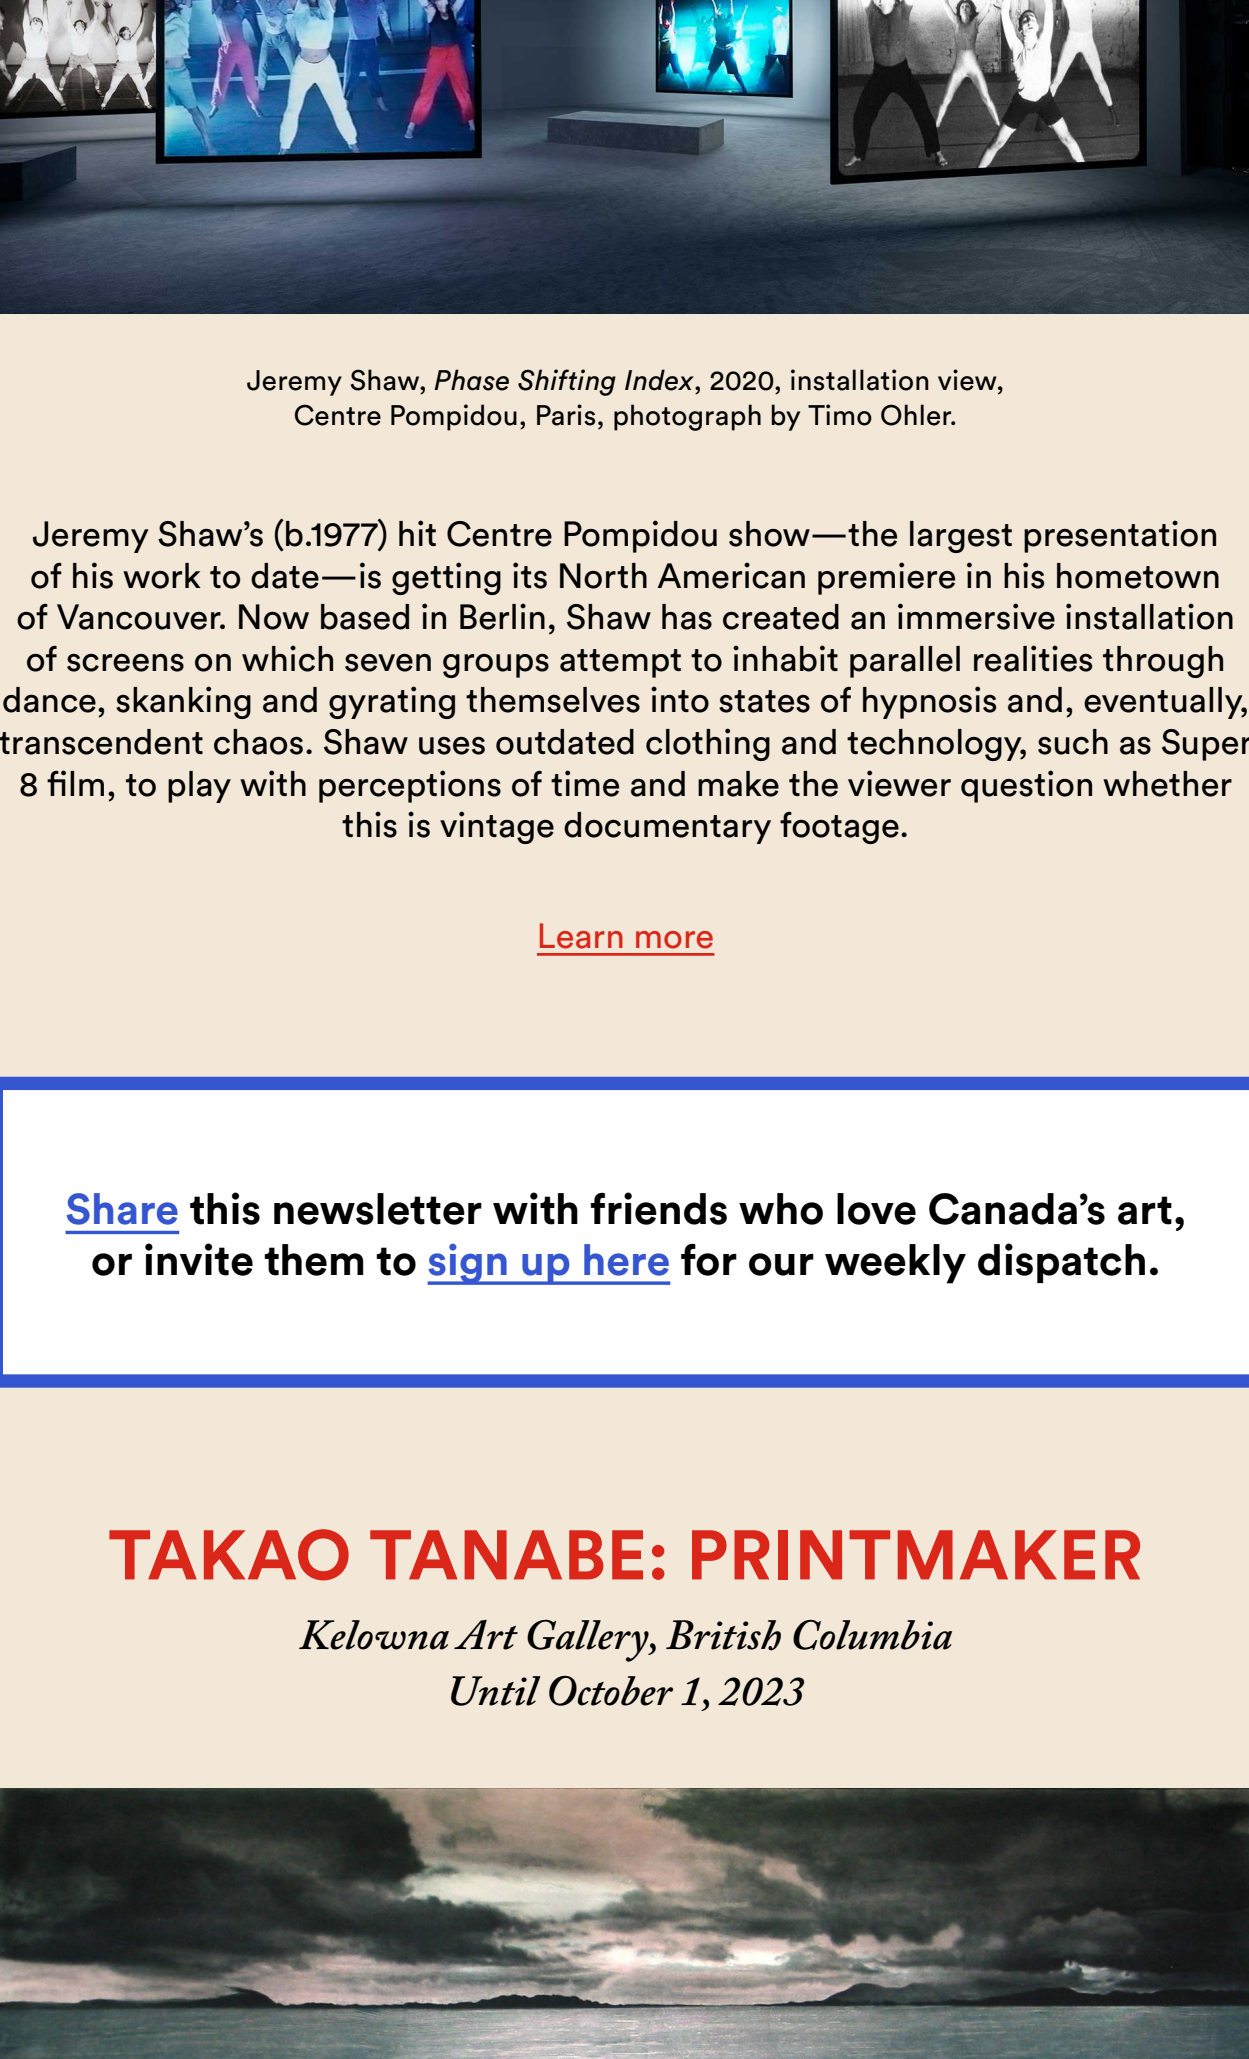 Jeremy Shaw, Phase Shifting Index, 2020, installation view,
Centre Pompidou, Paris, photograph by Timo Ohler.
Jeremy Shaw’s (b.1977) hit Centre Pompidou show—the largest presentation
of his work to date—is getting its North American premiere in his hometown
of Vancouver. Now based in Berlin, Shaw has created an immersive installation
of screens on which seven groups attempt to inhabit parallel realities through
dance, skanking and gyrating themselves into states of hypnosis and, eventually,
transcendent chaos. Shaw uses outdated clothing and technology, such as Super
8 film, to play with perceptions of time and make the viewer question whether
this is vintage documentary footage.
Learn more
Share this newsletter with friends who love Canada’s art,
or invite them to sign up here for our weekly dispatch.
TAKAO TANABE: PRINTMAKER
Kelowna Art Gallery, British Columbia
Until October 1, 2023